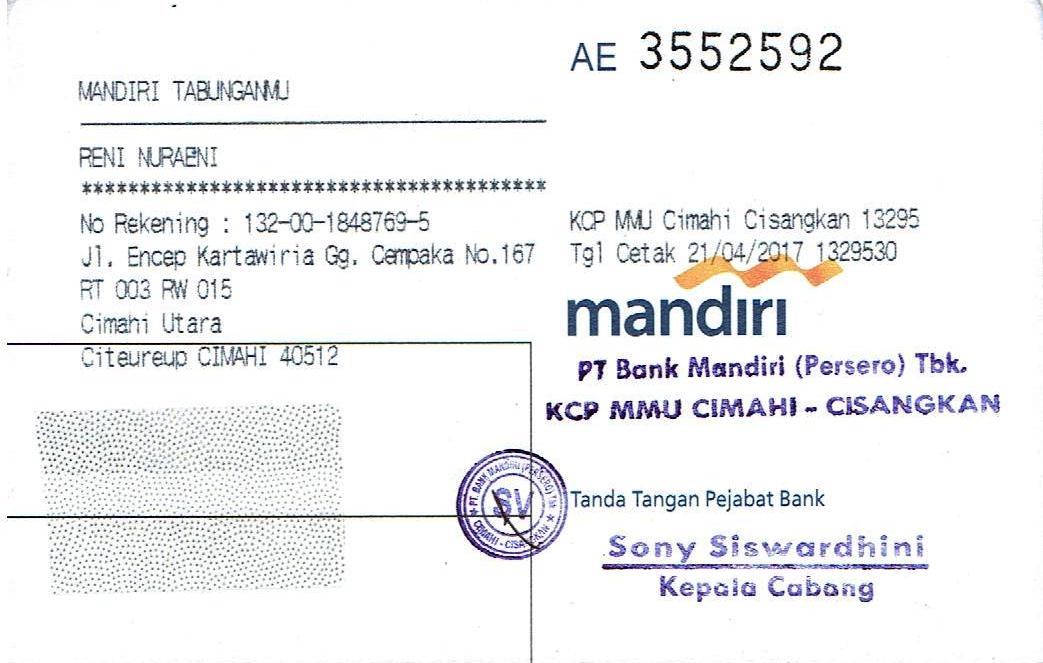 AE 3552592
MANDIRI TABUNGANMU
RENI NURAENI
****************************************
No Rekening : 132-00-1848769-5
Jl. Encep Kartawiria Gg. Cempaka No.167
RT 003 RW 015
Cimahi Utara
Citeureup CIMAHI 40512
KCP MMU Cimahi Cisangkan 13295
Tgl Cetak 21/04/2017 1329530
mandiri
PT Bank Mandiri (Persero) Tbk.
KCP MMU CIMAHI - CISANGKAN
PT BANK MANDIRI (PERSERO)
SV
CIMAHI - CISANGKAN
Tanda Tangan Pejabat Bank
Sony Siswardhini
Kepala Cabang